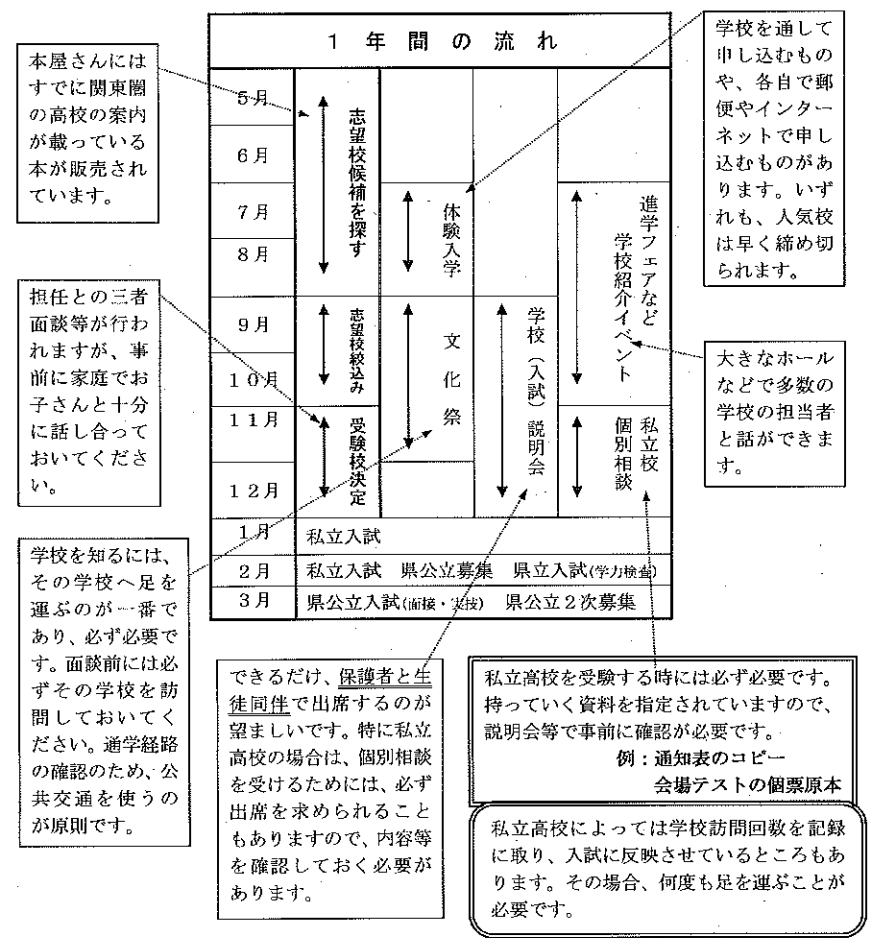 1年間の流れ
本屋さんには
すでに関東圏
の高校の案内
が載っている
本が販売され
ています。
担任との三者
面談等が行わ
れますが、事
前に家庭でお
子さんと十分
に話し合って
おいてくださ
い。
学校を知るには、
その学校へ足を
運ぶのが一番で
あり、必ず必要で
す。面談前には必
ずその学校を訪
問しておいてく
ださい。通学経路
の確認のため、公
共交通を使うの
が原則です。
5月
6月
7月
8月
9月
10月
11月
12月
志望校候補を探す
志望校絞込み
受験校決定
体験入学
文化祭
学校(入試)説明会
進学フェアなど
学校紹介イベント
私立校
個別相談
1月 私立入試
2月 私立入試 県公立募集 県立入試(学力検査)
3月 県公立入試(面接・実技) 県公立2次募集
学校を通して
申し込むもの
や、各自で郵
便やインター
ネットで申し
込むものがあ
ります。いず
れも、人気校
は早く締め切
られます。
大きなホール
などで多数の
学校の担当者
と話ができま
す。
できるだけ、保護者と生
徒同伴で出席するのが
望ましいです。特に私立
高校の場合は、個別相談
を受けるためには、必ず
出席を求められること
もありますので、内容等
を確認しておく必要が
あります。
私立高校を受験する時には必ず必要です。
持っていく資料を指定されていますので、
説明会等で事前に確認が必要です。
例:通知表のコピー
会場テストの個票原本
私立高校によっては学校訪問回数を記録
に取り、入試に反映させているところもあ
ります。その場合、何度も足を運ぶことが
必要です。